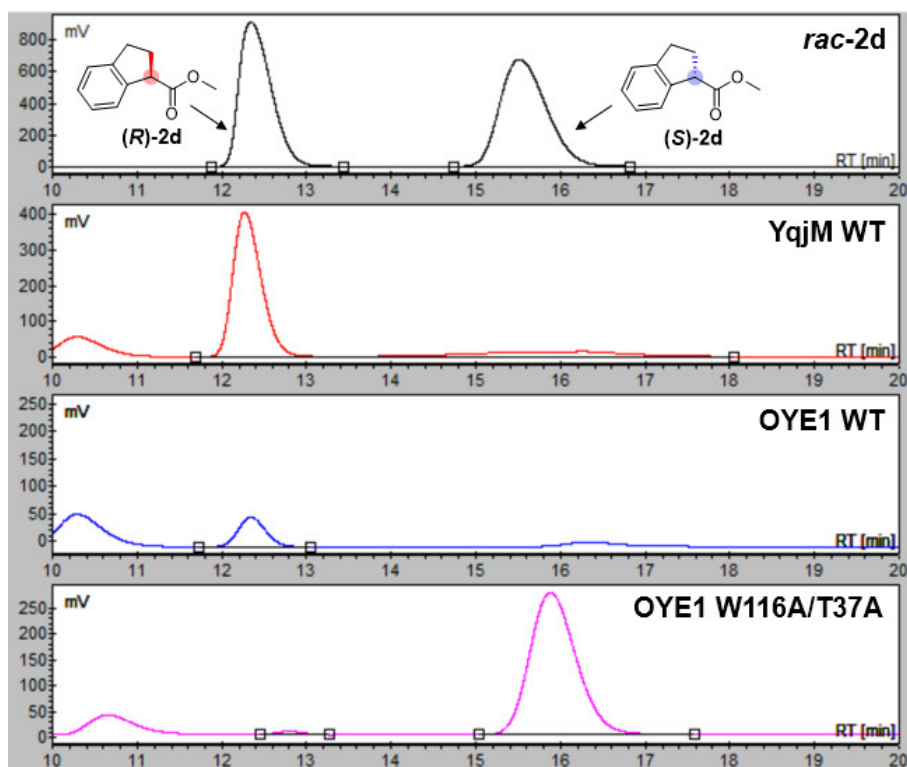 mV
rac-2d
800
600
400
200
0
O
O
(R)-2d
O
O
(S)-2d
RT [min]
10 11 12 13 14 15 16 17 18 19 20
mV
YqjM WT
400
300
200
100
0
RT [min]
10 11 12 13 14 15 16 17 18 19 20
mV
OYE1 WT
250
200
150
100
50
0
RT [min]
10 11 12 13 14 15 16 17 18 19 20
mV
OYE1 W116A/T37A
250
200
150
100
50
0
RT [min]
10 11 12 13 14 15 16 17 18 19 20